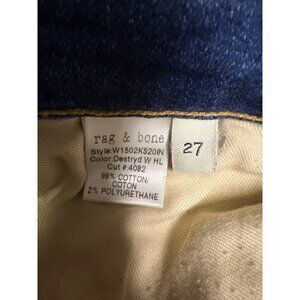 rag & bone
Style:W1502K520IN
Color:Destryd W HL
Cut #:4082
98% COTTON/
COTON
2% POLYURETHANE
27